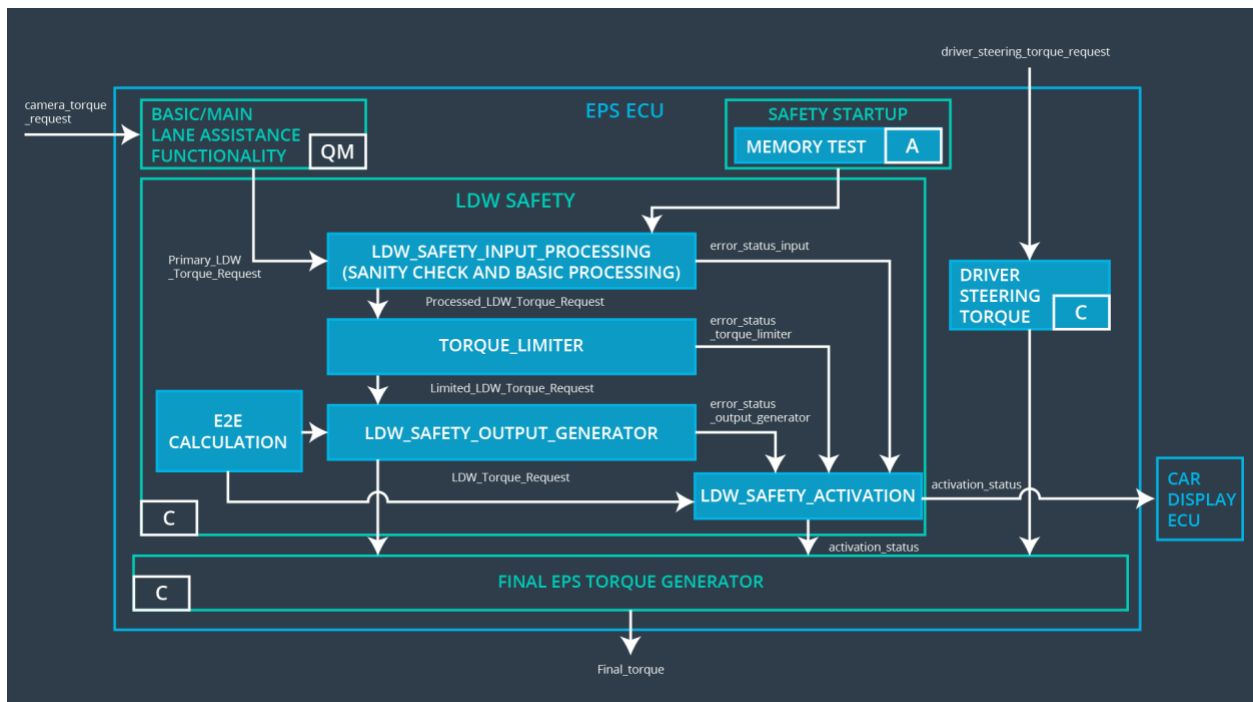 driver_steering_torque_request
camera_torque
_request
EPS ECU
BASIC/MAIN
LANE ASSISTANCE
FUNCTIONALITY
QM
SAFETY STARTUP
MEMORY TEST
A
LDW SAFETY
Primary_LDW
_Torque_Request
LDW_SAFETY_INPUT_PROCESSING
(SANITY CHECK AND BASIC PROCESSING)
error_status_input
DRIVER
STEERING
TORQUE
C
Processed_LDW_Torque_Request
TORQUE_LIMITER
error_status
_torque_limiter
Limited_LDW_Torque_Request
E2E
CALCULATION
LDW_SAFETY_OUTPUT_GENERATOR
error_status
_output_generator
LDW_Torque_Request
LDW_SAFETY_ACTIVATION
activation_status
CAR
DISPLAY
ECU
C
activation_status
FINAL EPS TORQUE GENERATOR
C
Final_torque